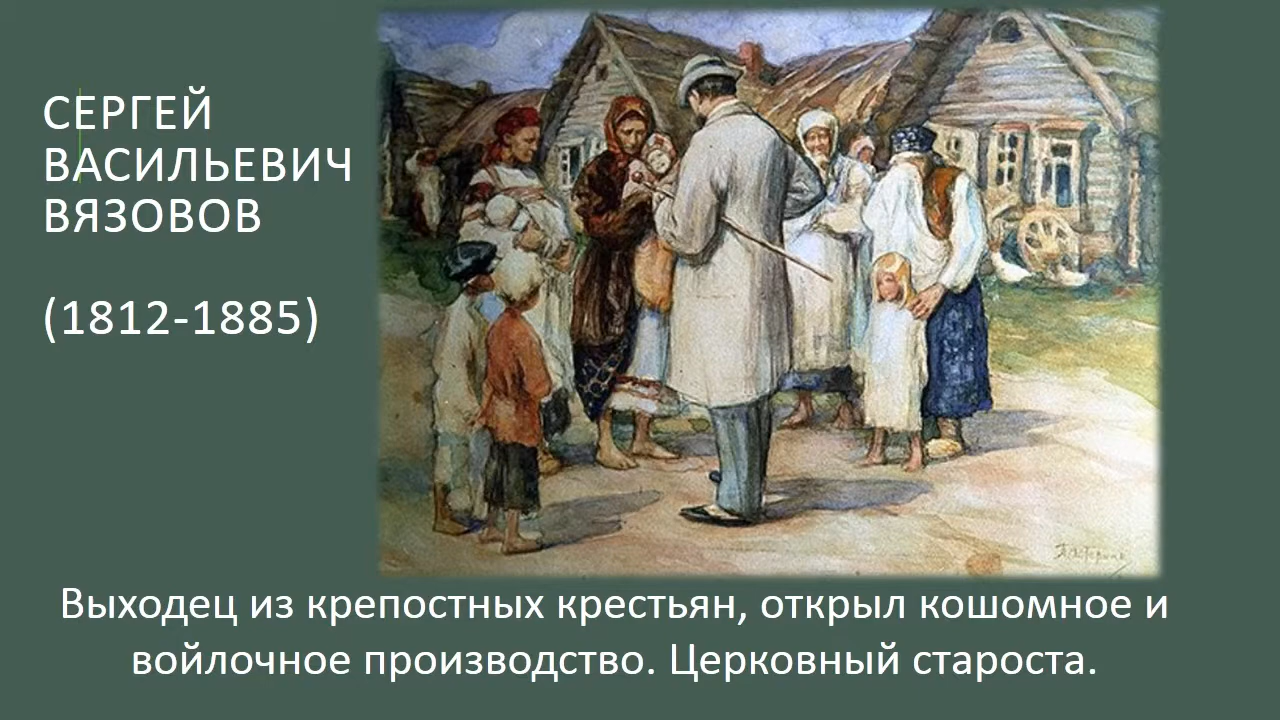 СЕРГЕЙ
ВАСИЛЬЕВИЧ
ВЯЗОВОВ
(1812-1885)
Выходец из крепостных крестьян, открыл кошомное и
войлочное производство. Церковный староста.